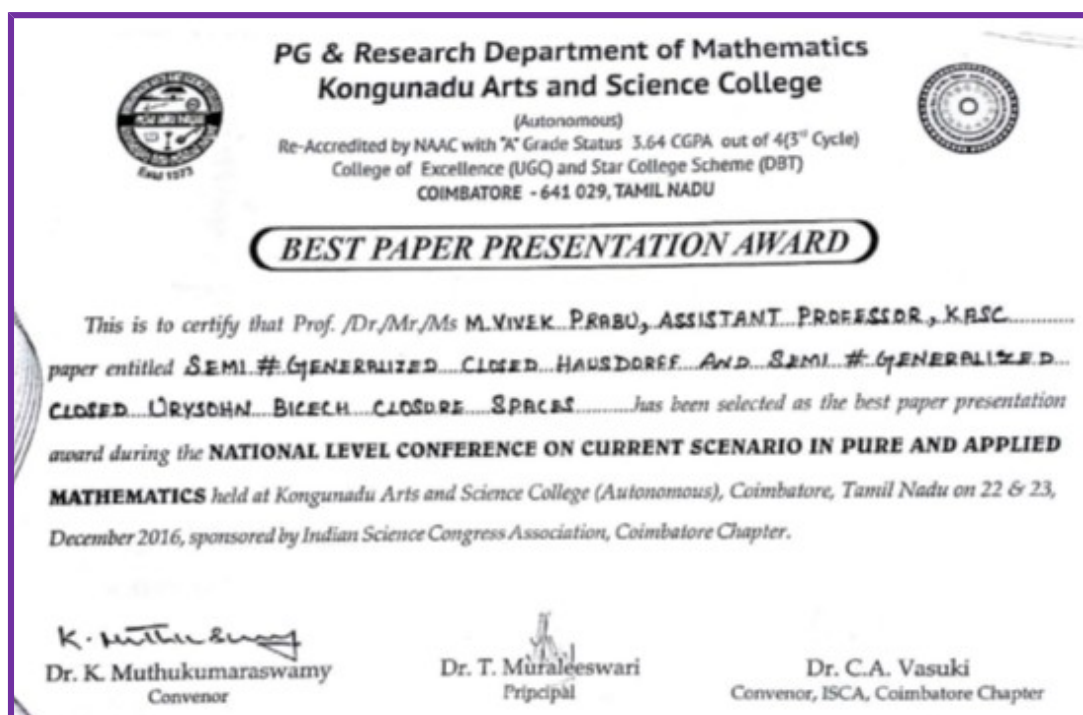 PG & Research Department of Mathematics
Kongunadu Arts and Science College
(Autonomous)
Re-Accredited by NAAC with "A" Grade Status 3.64 CGPA out of 4(3rd Cycle)
College of Excellence (UGC) and Star College Scheme (DBT)
COIMBATORE - 641 029, TAMIL NADU
Estd 1973
BEST PAPER PRESENTATION AWARD
This is to certify that Prof. /Dr./Mr./Ms M.VIVEK PRABU, ASSISTANT PROFESSOR, KASC
paper entitled SEMI # GENERALIZED CLOSED HAUSDORFF AND SEMI # GENERALIZED
CLOSED URYSOHN BICECH CLOSURE SPACES has been selected as the best paper presentation
award during the NATIONAL LEVEL CONFERENCE ON CURRENT SCENARIO IN PURE AND APPLIED
MATHEMATICS held at Kongunadu Arts and Science College (Autonomous), Coimbatore, Tamil Nadu on 22 & 23,
December 2016, sponsored by Indian Science Congress Association, Coimbatore Chapter.
K. Muthu Swamy
Dr. K. Muthukumaraswamy
Convenor
Dr. T. Muraleeswari
Principal
Dr. C.A. Vasuki
Convenor, ISCA, Coimbatore Chapter